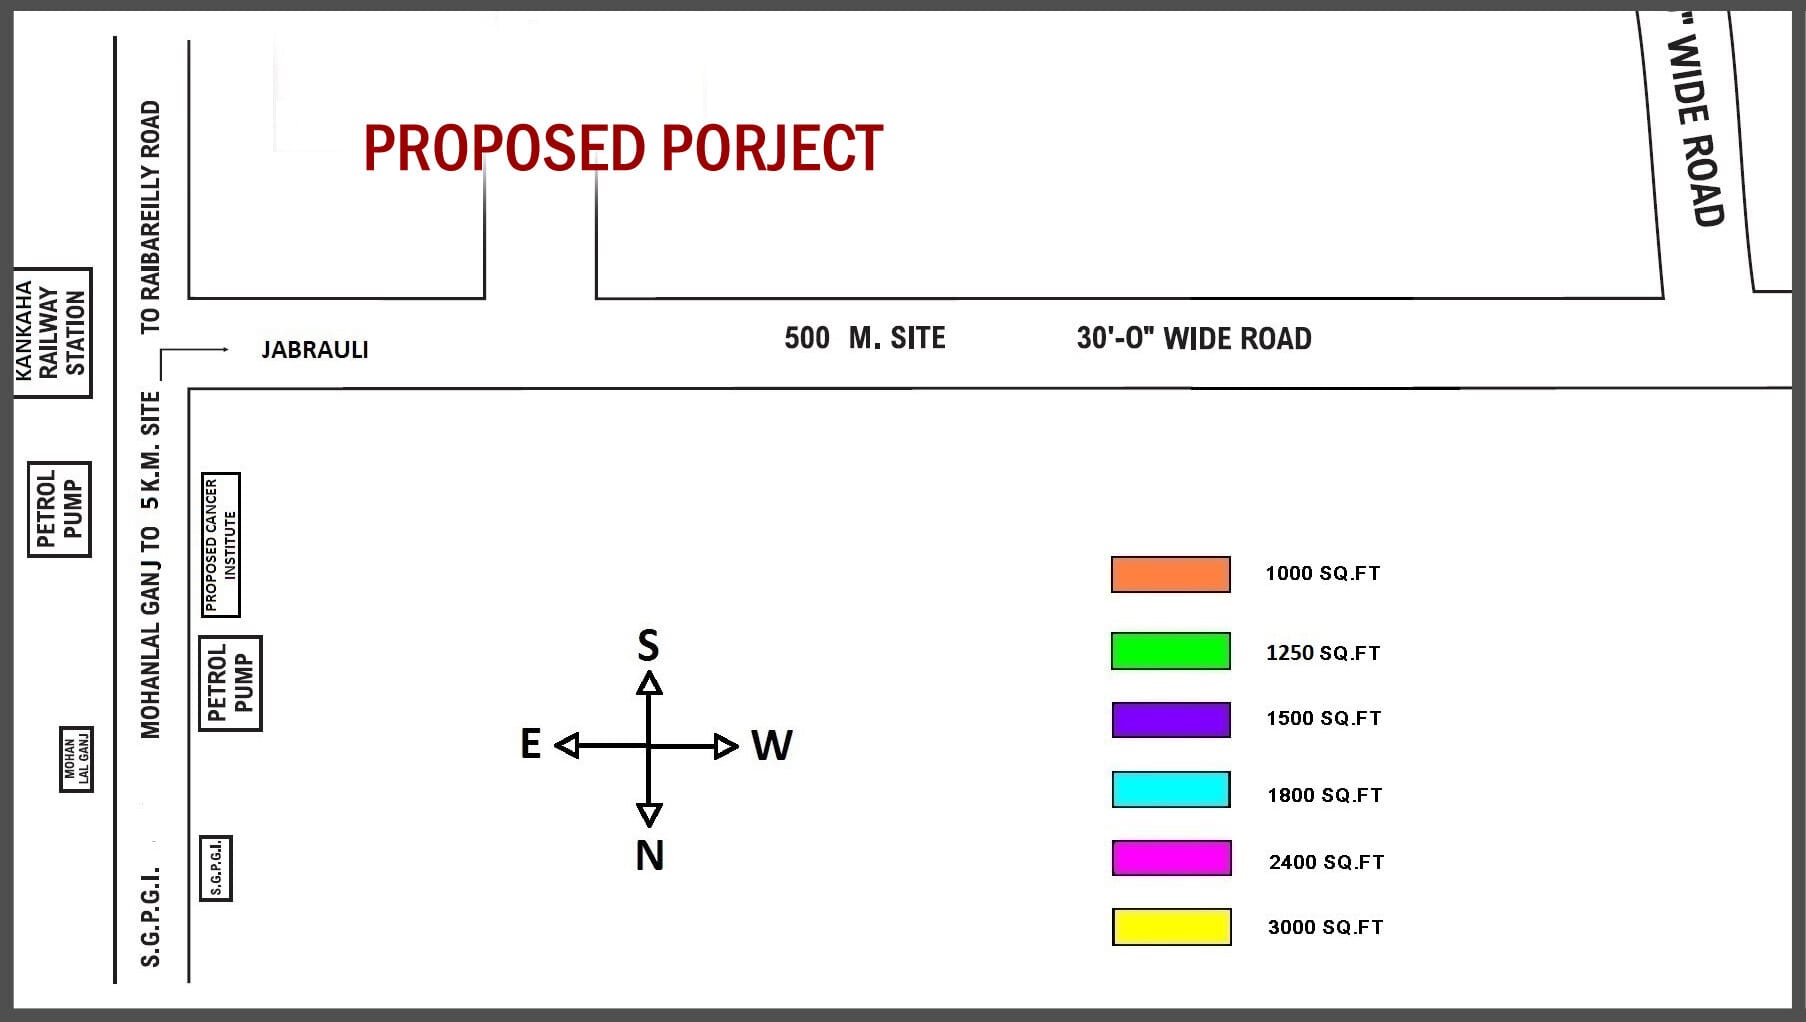 PROPOSED PORJECT
" WIDE ROAD
TO RAIBAREILLY ROAD
KANKAHA
RAILWAY
STATION
JABRAULI
500 M. SITE
30'-0" WIDE ROAD
MOHANLAL GANJ TO 5 K.M. SITE
PETROL
PUMP
PROPOSED CANCER
INSTITUTE
PETROL
PUMP
MOHAN
LAL GANJ
S.G.P.G.I.
S.G.P.G.I.
S
E
W
N
1000 SQ.FT
1250 SQ.FT
1500 SQ.FT
1800 SQ.FT
2400 SQ.FT
3000 SQ.FT